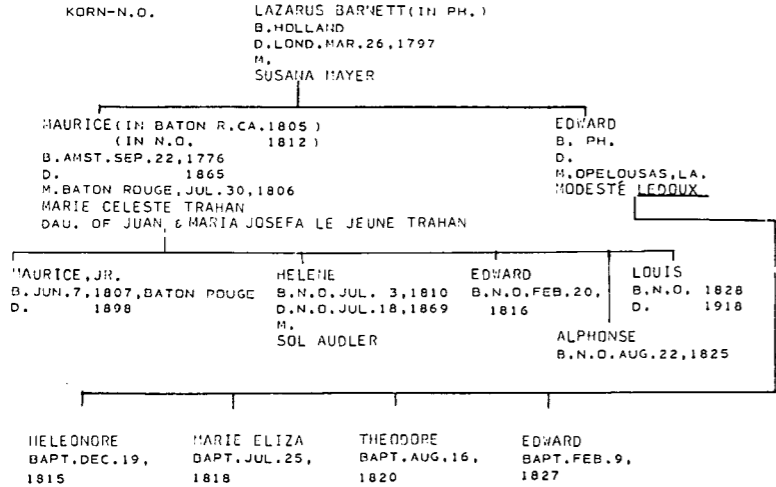 KORN-N.O.
LAZARUS BARNETT(IN PH.)
B.HOLLAND
D.LOND.MAR.26,1797
M.
SUSANA MAYER
MAURICE(IN BATON R.CA.1805)
(IN N.O. 1812)
B.AMST.SEP.22,1776
D. 1865
M.BATON ROUGE,JUL.30,1806
MARIE CELESTE TRAHAN
DAU. OF JUAN & MARIA JOSEFA LE JEUNE TRAHAN
EDWARD
B. PH.
D.
M.OPELOUSAS,LA.
MODESTÉ LEDOUX
MAURICE,JR.
B.JUN.7,1807,BATON ROUGE
D. 1898
HELENE
B.N.O.JUL. 3,1810
D.N.O.JUL.18,1869
M.
SOL AUDLER
EDWARD
B.N.O.FEB.20,
1816
ALPHONSE
B.N.O.AUG.22,1825
LOUIS
B.N.O. 1828
D. 1918
HELEONORE
BAPT.DEC.19,
1815
MARIE ELIZA
BAPT.JUL.25,
1818
THEODORE
BAPT.AUG.16,
1820
EDWARD
BAPT.FEB.9,
1827